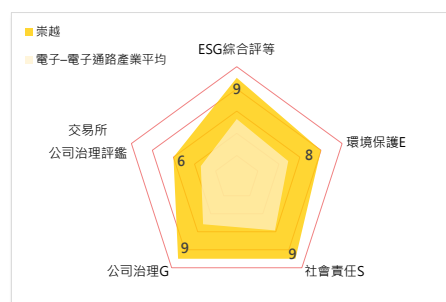 崇越
電子–電子通路產業平均
ESG綜合評等
9
環境保護E
8
社會責任S
9
公司治理G
9
交易所
公司治理評鑑
6